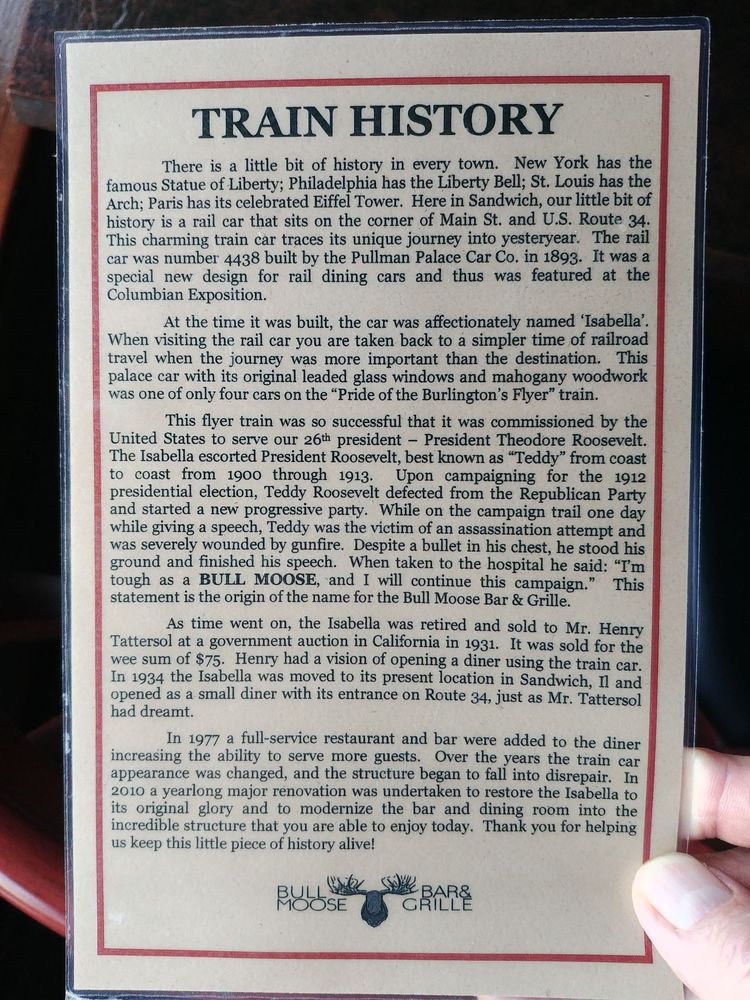 TRAIN HISTORY
There is a little bit of history in every town. New York has the
famous Statue of Liberty; Philadelphia has the Liberty Bell; St. Louis has the
Arch; Paris has its celebrated Eiffel Tower. Here in Sandwich, our little bit of
history is a rail car that sits on the corner of Main St. and U.S. Route 34.
This charming train car traces its unique journey into yesteryear. The rail
car was number 4438 built by the Pullman Palace Car Co. in 1893. It was a
special new design for rail dining cars and thus was featured at the
Columbian Exposition.
At the time it was built, the car was affectionately named 'Isabella'.
When visiting the rail car you are taken back to a simpler time of railroad
travel when the journey was more important than the destination. This
palace car with its original leaded glass windows and mahogany woodwork
was one of only four cars on the "Pride of the Burlington's Flyer" train.
This flyer train was so successful that it was commissioned by the
United States to serve our 26th president – President Theodore Roosevelt.
The Isabella escorted President Roosevelt, best known as "Teddy" from coast
to coast from 1900 through 1913. Upon campaigning for the 1912
presidential election, Teddy Roosevelt defected from the Republican Party
and started a new progressive party. While on the campaign trail one day
while giving a speech, Teddy was the victim of an assassination attempt and
was severely wounded by gunfire. Despite a bullet in his chest, he stood his
ground and finished his speech. When taken to the hospital he said: "I'm
tough as a BULL MOOSE, and I will continue this campaign." This
statement is the origin of the name for the Bull Moose Bar & Grille.
As time went on, the Isabella was retired and sold to Mr. Henry
Tattersol at a government auction in California in 1931. It was sold for the
wee sum of $75. Henry had a vision of opening a diner using the train car.
In 1934 the Isabella was moved to its present location in Sandwich, Il and
opened as a small diner with its entrance on Route 34, just as Mr. Tattersol
had dreamt.
In 1977 a full-service restaurant and bar were added to the diner
increasing the ability to serve more guests. Over the years the train car
appearance was changed, and the structure began to fall into disrepair. In
2010 a yearlong major renovation was undertaken to restore the Isabella to
its original glory and to modernize the bar and dining room into the
incredible structure that you are able to enjoy today. Thank you for helping
us keep this little piece of history alive!
BULL BAR&
MOOSE GRILLE